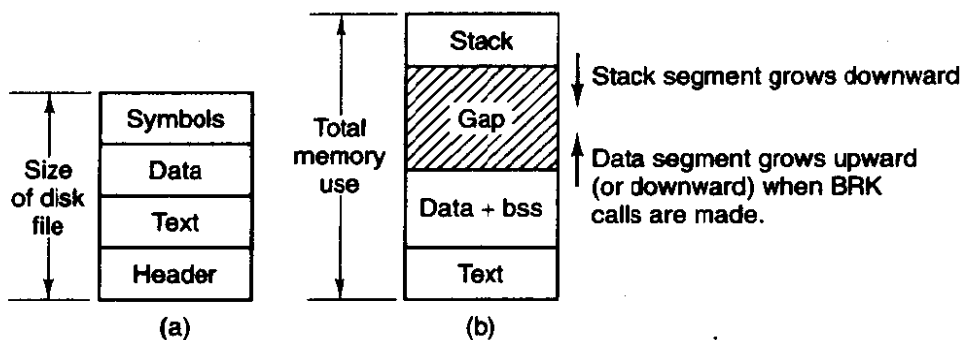 Symbols
Data
Text
Header
Size
of disk
file
(a)
Stack
Gap
Data + bss
Text
Total
memory
use
(b)
Stack segment grows downward
Data segment grows upward
(or downward) when BRK
calls are made.